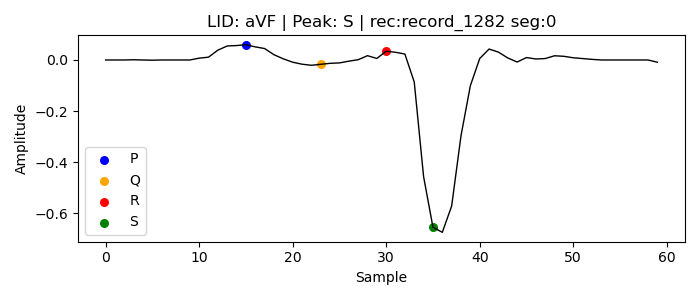 LID: aVF | Peak: S | rec:record_1282 seg:0
Amplitude
0.0
−0.2
−0.4
−0.6
P
Q
R
S
0 10 20 30 40 50 60
Sample